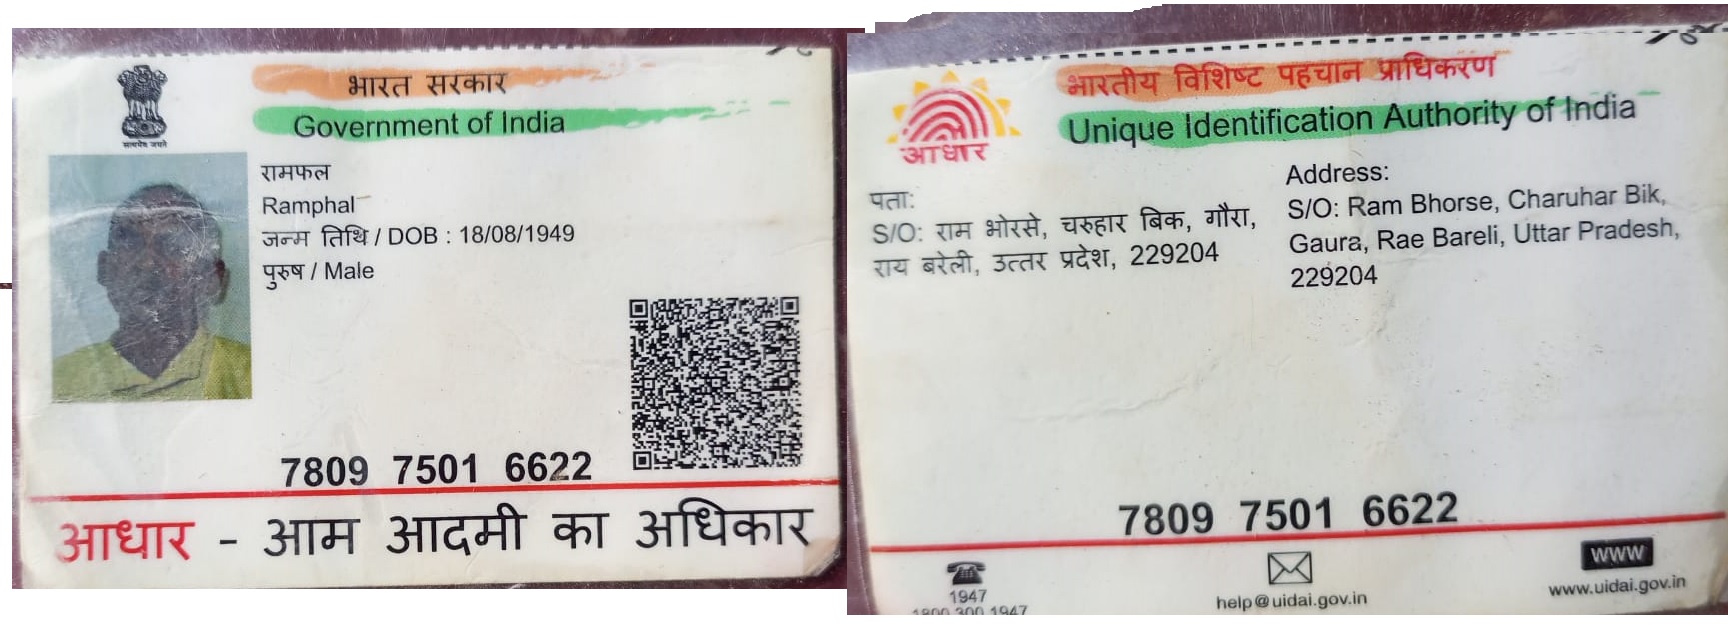 भारत सरकार
Government of India
सत्यमेव जयते
रामफल
Ramphal
जन्म तिथि / DOB : 18/08/1949
पुरुष / Male
7809 7501 6622
आधार - आम आदमी का अधिकार
भारतीय विशिष्ट पहचान प्राधिकरण
Unique Identification Authority of India
आधार
पता:
S/O: राम भोरसे, चरुहार बिक, गौरा,
राय बरेली, उत्तर प्रदेश, 229204
Address:
S/O: Ram Bhorse, Charuhar Bik,
Gaura, Rae Bareli, Uttar Pradesh,
229204
7809 7501 6622
1947
1800 300 1947
help@uidai.gov.in
www
www.uidai.gov.in